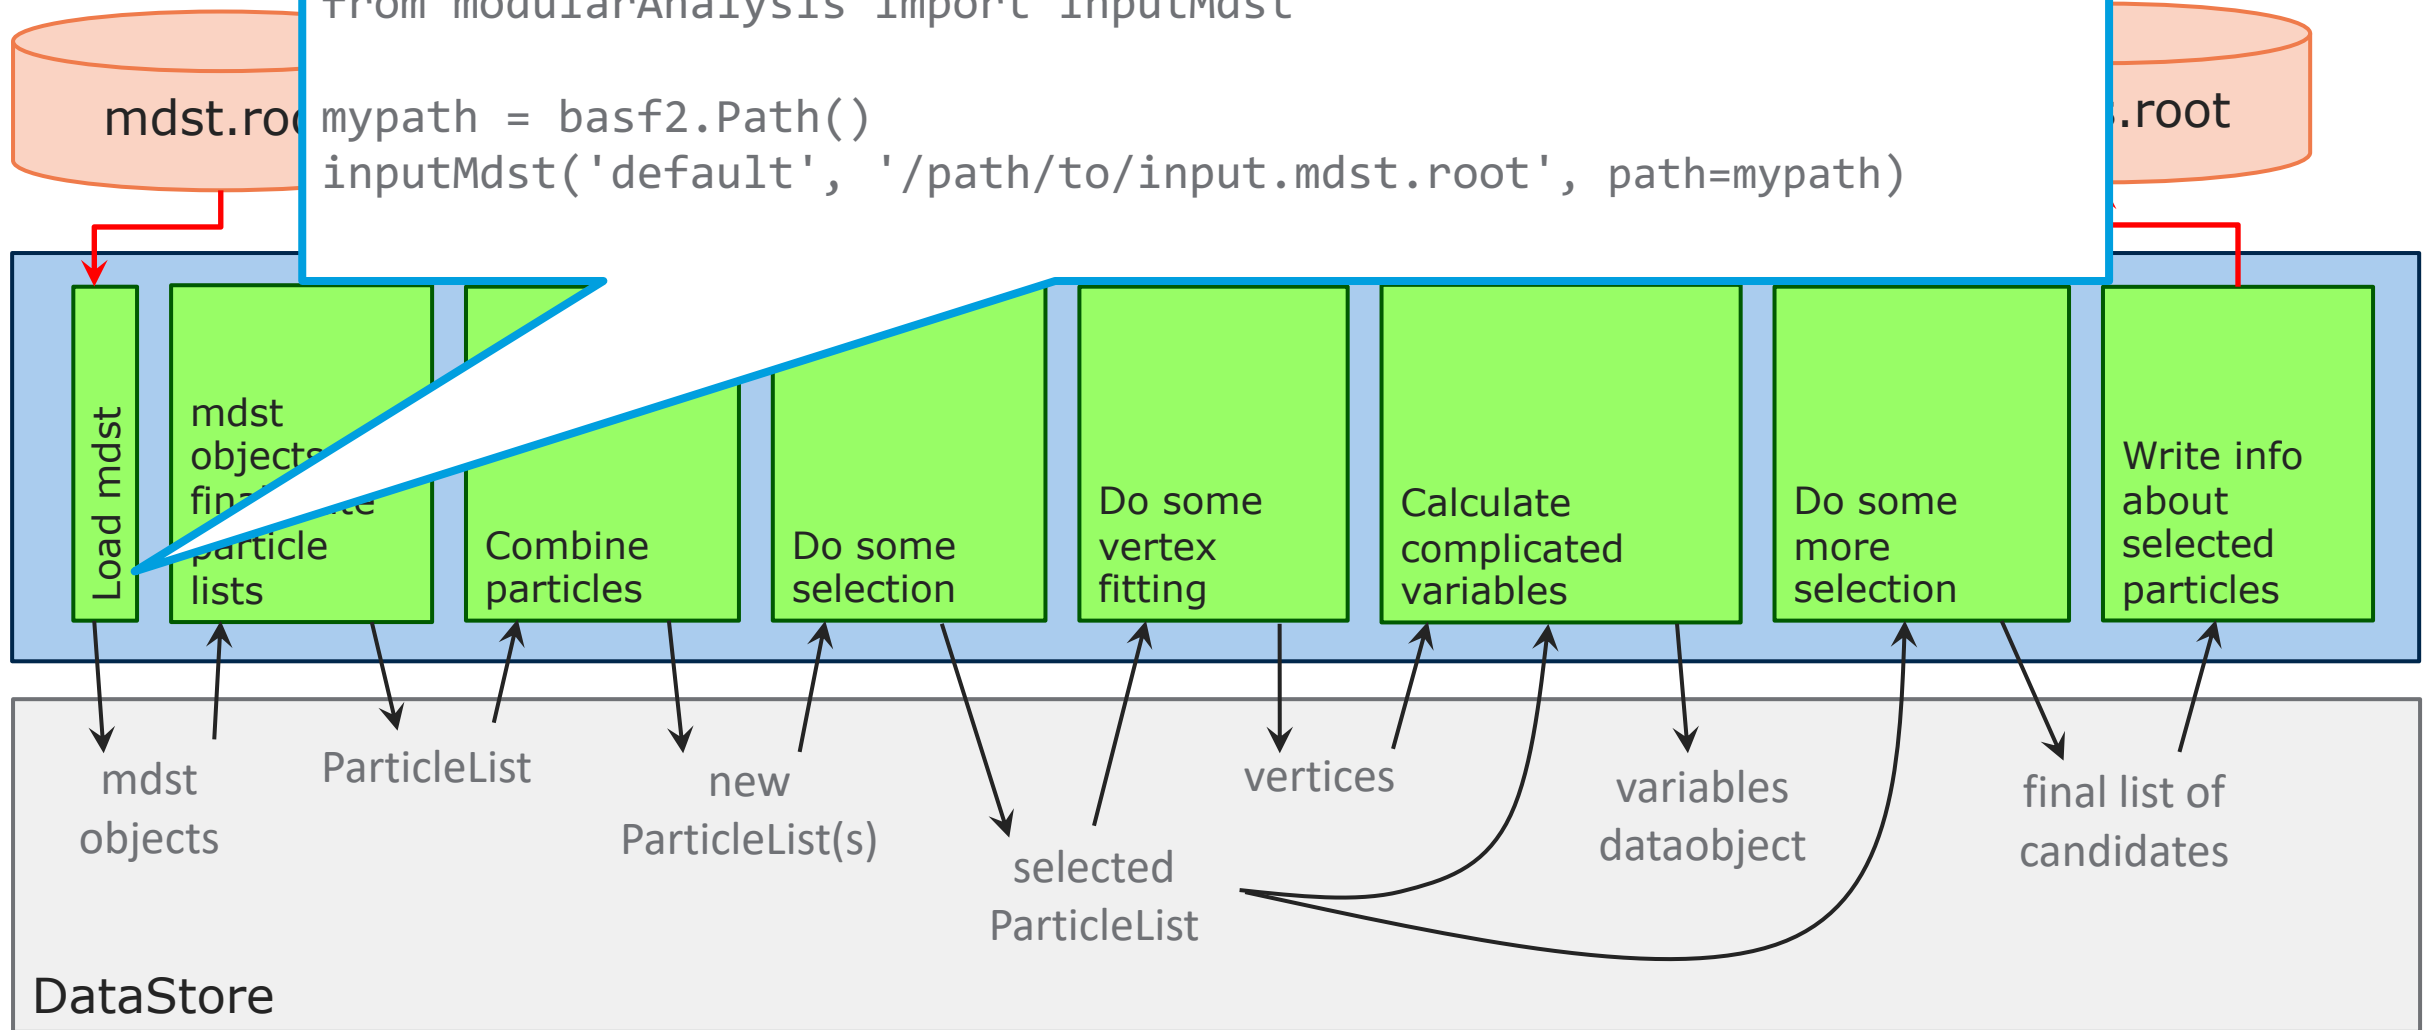 from modularAnalysis import inputMdst
mypath = basf2.Path()
inputMdst('default', '/path/to/input.mdst.root', path=mypath)
mdst.roo
.root
Load mdst
mdst
objects
particle
lists
Combine
particles
Do some
selection
Do some
vertex
fitting
Calculate
complicated
variables
Do some
more
selection
Write info
about
selected
particles
mdst
objects
ParticleList
new
ParticleList(s)
selected
ParticleList
vertices
variables
dataobject
final list of
candidates
DataStore